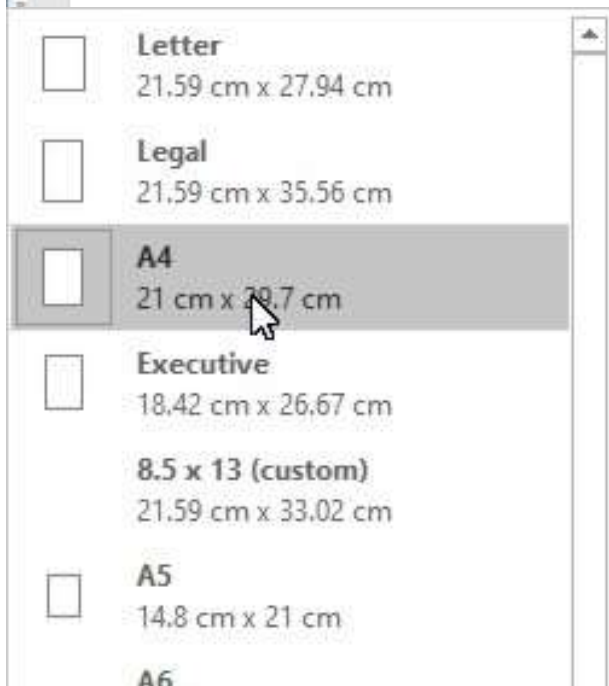 Letter
21.59 cm x 27.94 cm
Legal
21.59 cm x 35.56 cm
A4
21 cm x 29.7 cm
Executive
18.42 cm x 26.67 cm
8.5 x 13 (custom)
21.59 cm x 33.02 cm
A5
14.8 cm x 21 cm
A6